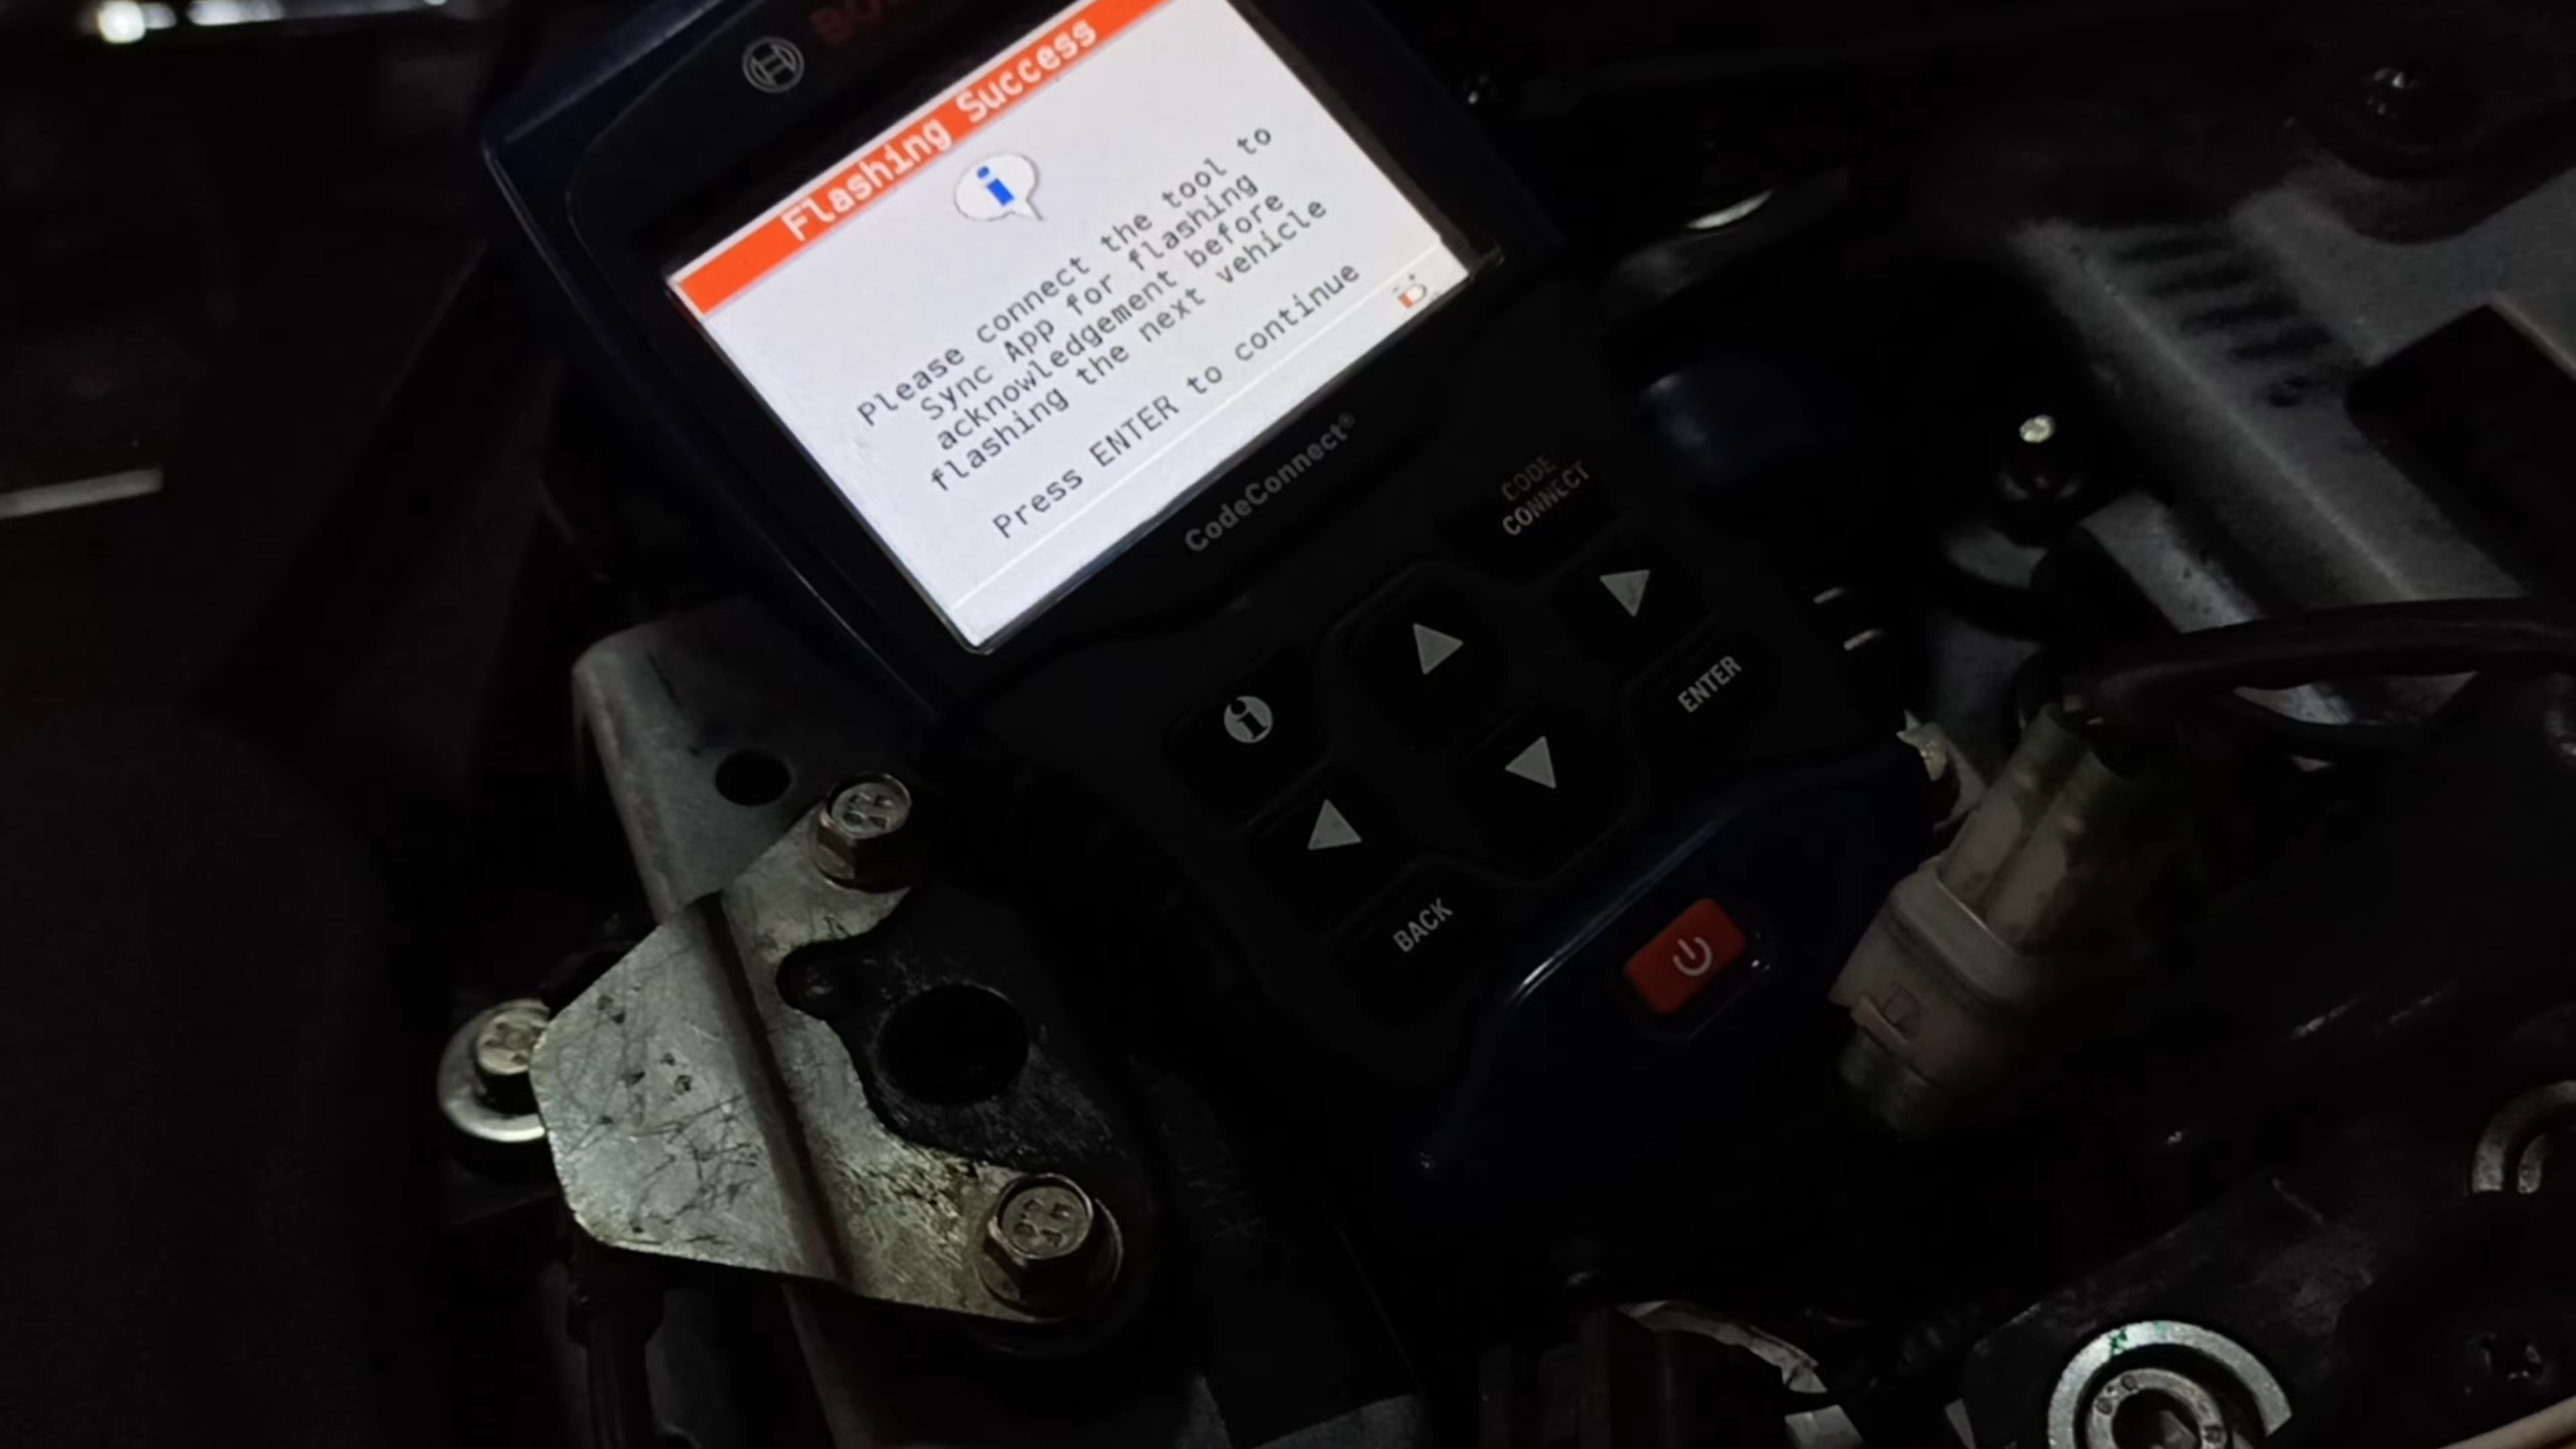 BOSCH
Flashing Success
Please connect the tool to
Sync App for flashing
acknowledgement before
flashing the next vehicle
Press ENTER to continue
CodeConnect®
CODE
CONNECT
ENTER
BACK